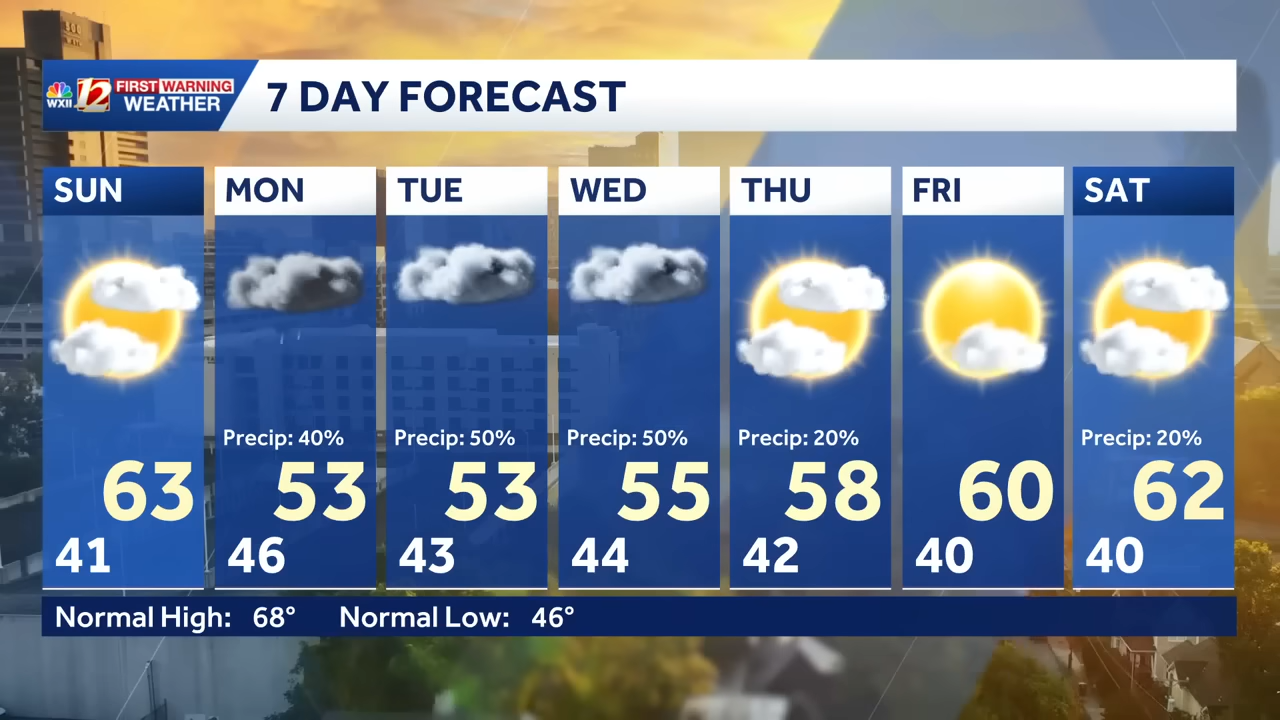 WXII 12 FIRST WARNING WEATHER
7 DAY FORECAST
SUN MON TUE WED THU FRI SAT
Precip: 40% Precip: 50% Precip: 50% Precip: 20% Precip: 20%
63 53 53 55 58 60 62
41 46 43 44 42 40 40
Normal High: 68° Normal Low: 46°